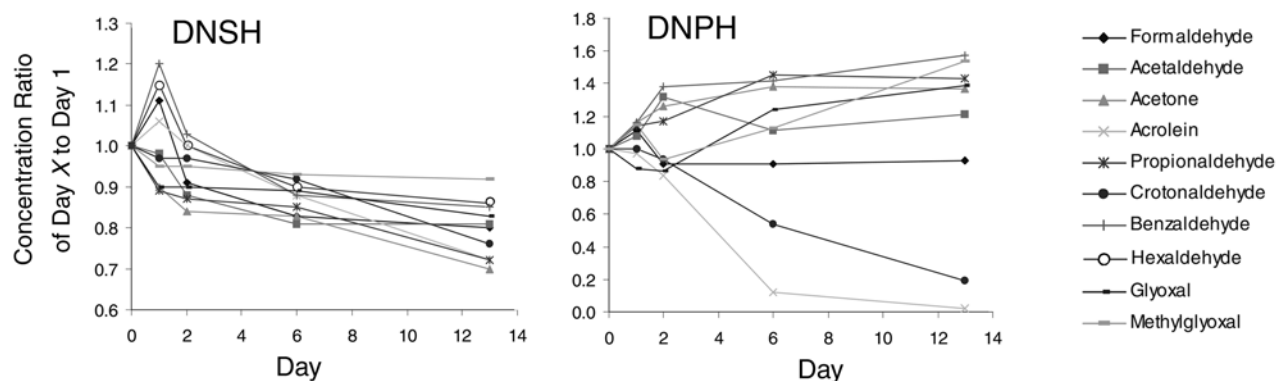 DNSH
DNPH
Concentration Ratio
of Day X to Day 1
1.3
1.2
1.1
1.0
0.9
0.8
0.7
0.6
0 2 4 6 8 10 12 14
Day
1.8
1.6
1.4
1.2
1.0
0.8
0.6
0.4
0.2
0.0
0 2 4 6 8 10 12 14
Day
Formaldehyde
Acetaldehyde
Acetone
Acrolein
Propionaldehyde
Crotonaldehyde
Benzaldehyde
Hexaldehyde
Glyoxal
Methylglyoxal